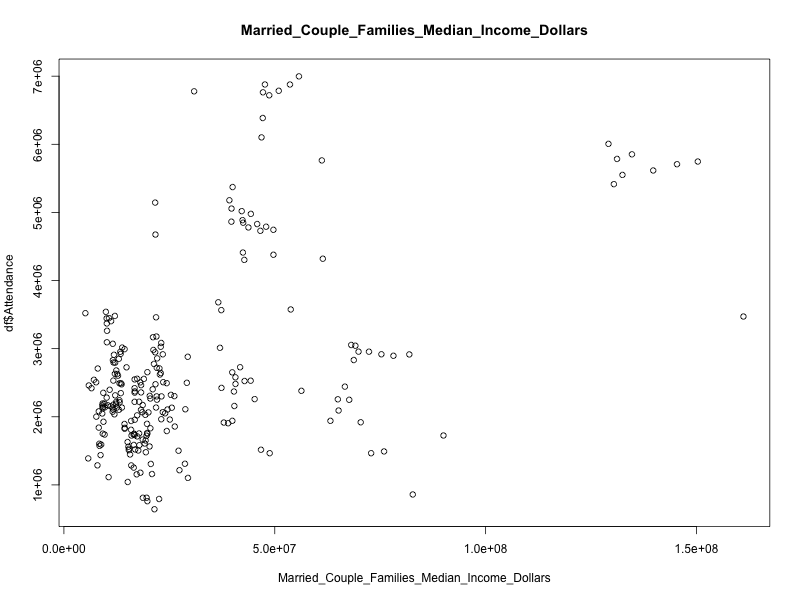 Married_Couple_Families_Median_Income_Dollars
7e+06
6e+06
5e+06
4e+06
3e+06
2e+06
1e+06
df$Attendance
0.0e+00 5.0e+07 1.0e+08 1.5e+08
Married_Couple_Families_Median_Income_Dollars